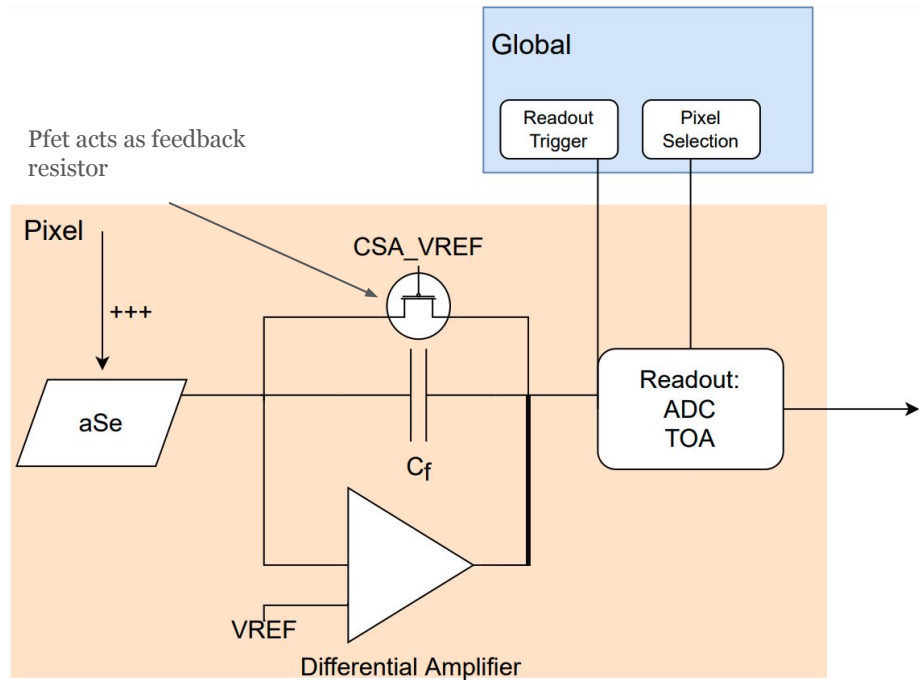 Global
Readout
Trigger
Pixel
Selection
Pfet acts as feedback
resistor
Pixel
+++
CSA_VREF
aSe
Cf
Readout:
ADC
TOA
VREF
Differential Amplifier